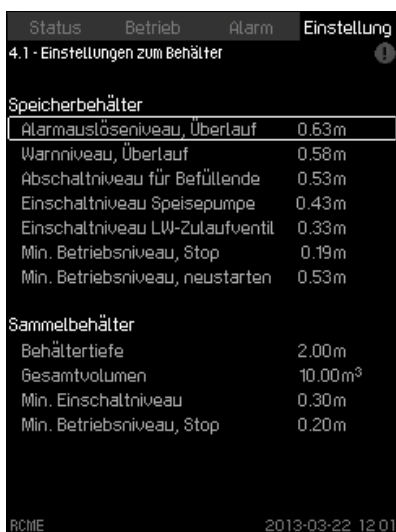 Status Betrieb Alarm Einstellung
4.1 - Einstellungen zum Behälter
Speicherbehälter
Alarmauslöseniveau, Überlauf 0.63m
Warnniveau, Überlauf 0.58m
Abschaltniveau für Befüllende 0.53m
Einschaltniveau Speisepumpe 0.43m
Einschaltniveau LW-Zulaufventil 0.33m
Min. Betriebsniveau, Stop 0.19m
Min. Betriebsniveau, neustarten 0.53m
Sammelbehälter
Behältertiefe 2.00m
Gesamtvolumen 10.00m³
Min. Einschaltniveau 0.30m
Min. Betriebsniveau, Stop 0.20m
RCME 2013-03-22 12:01